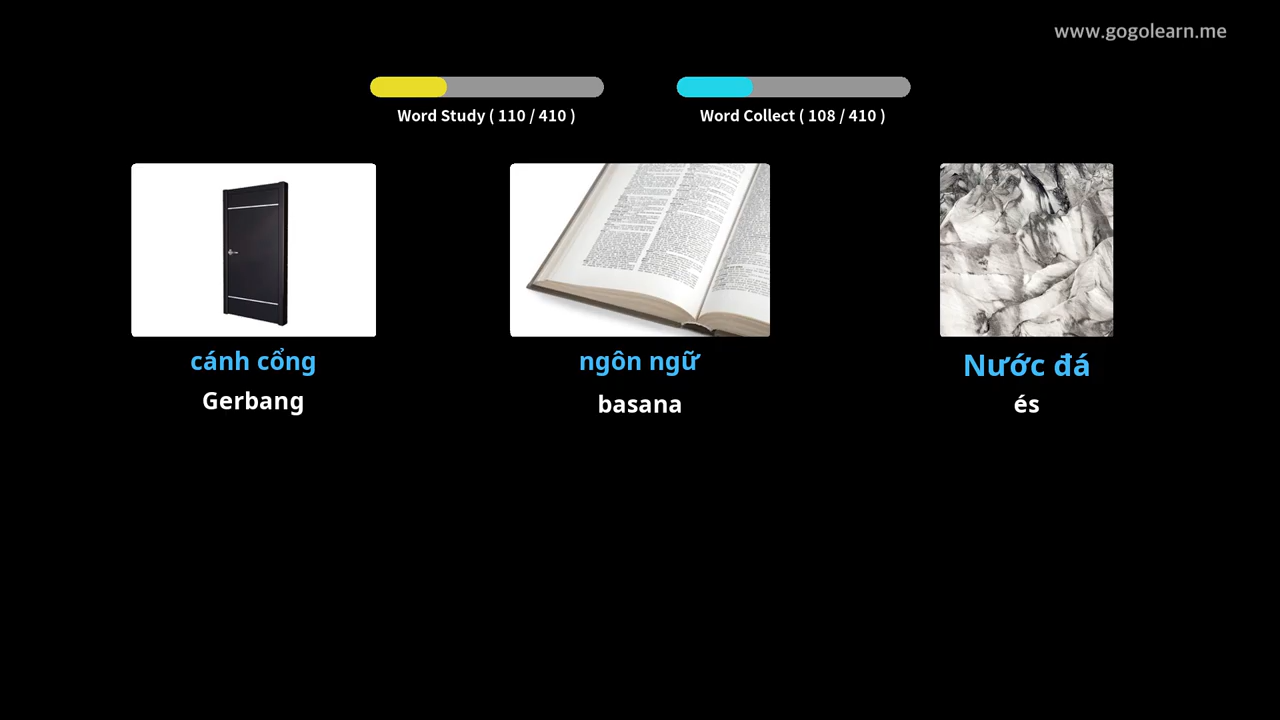 www.gogolearn.me
Word Study ( 110 / 410 )
Word Collect ( 108 / 410 )
cánh cổng
Gerbang
ngôn ngữ
basana
Nước đá
és